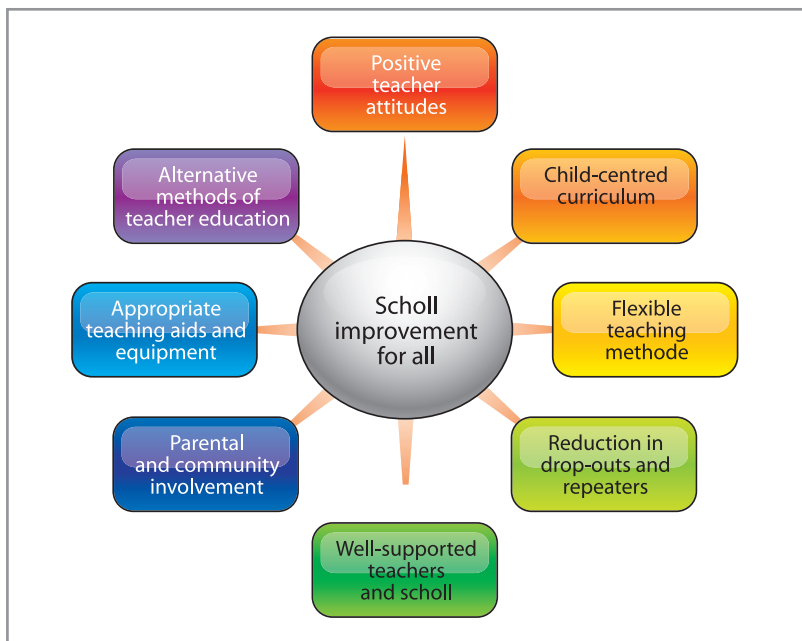 Positive
teacher
attitudes
Alternative
methods of
teacher education
Child-centred
curriculum
Appropriate
teaching aids and
equipment
Scholl
improvement
for all
Flexible
teaching
methode
Parental
and community
involvement
Reduction in
drop-outs and
repeaters
Well-supported
teachers
and scholl